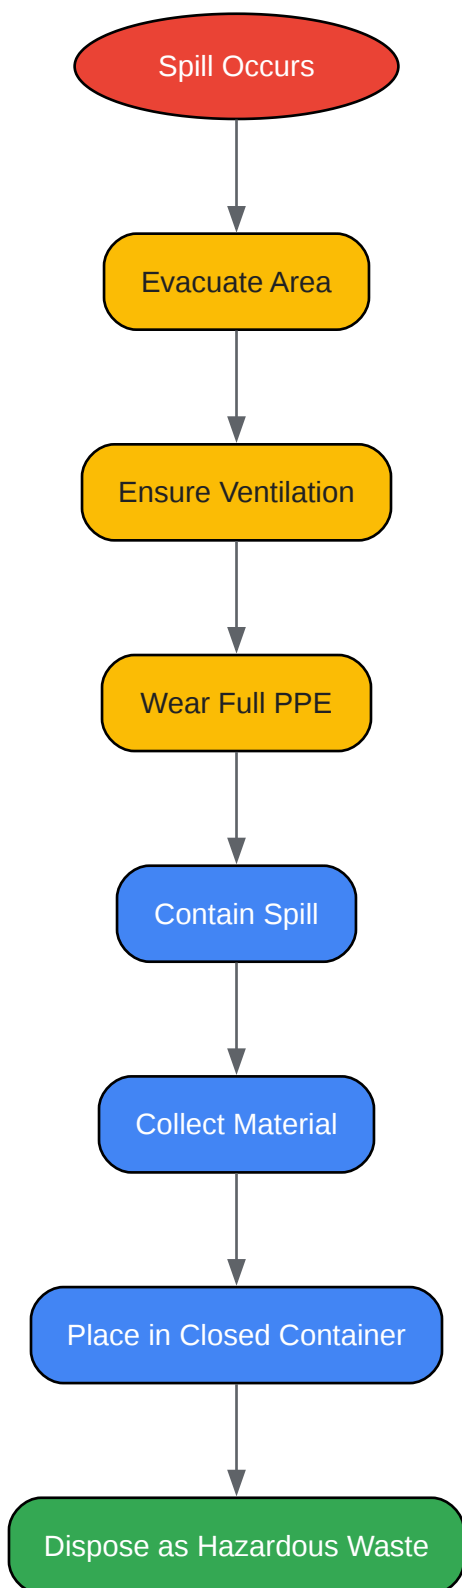 Spill Occurs
Evacuate Area
Ensure Ventilation
Wear Full PPE
Contain Spill
Collect Material
Place in Closed Container
Dispose as Hazardous Waste